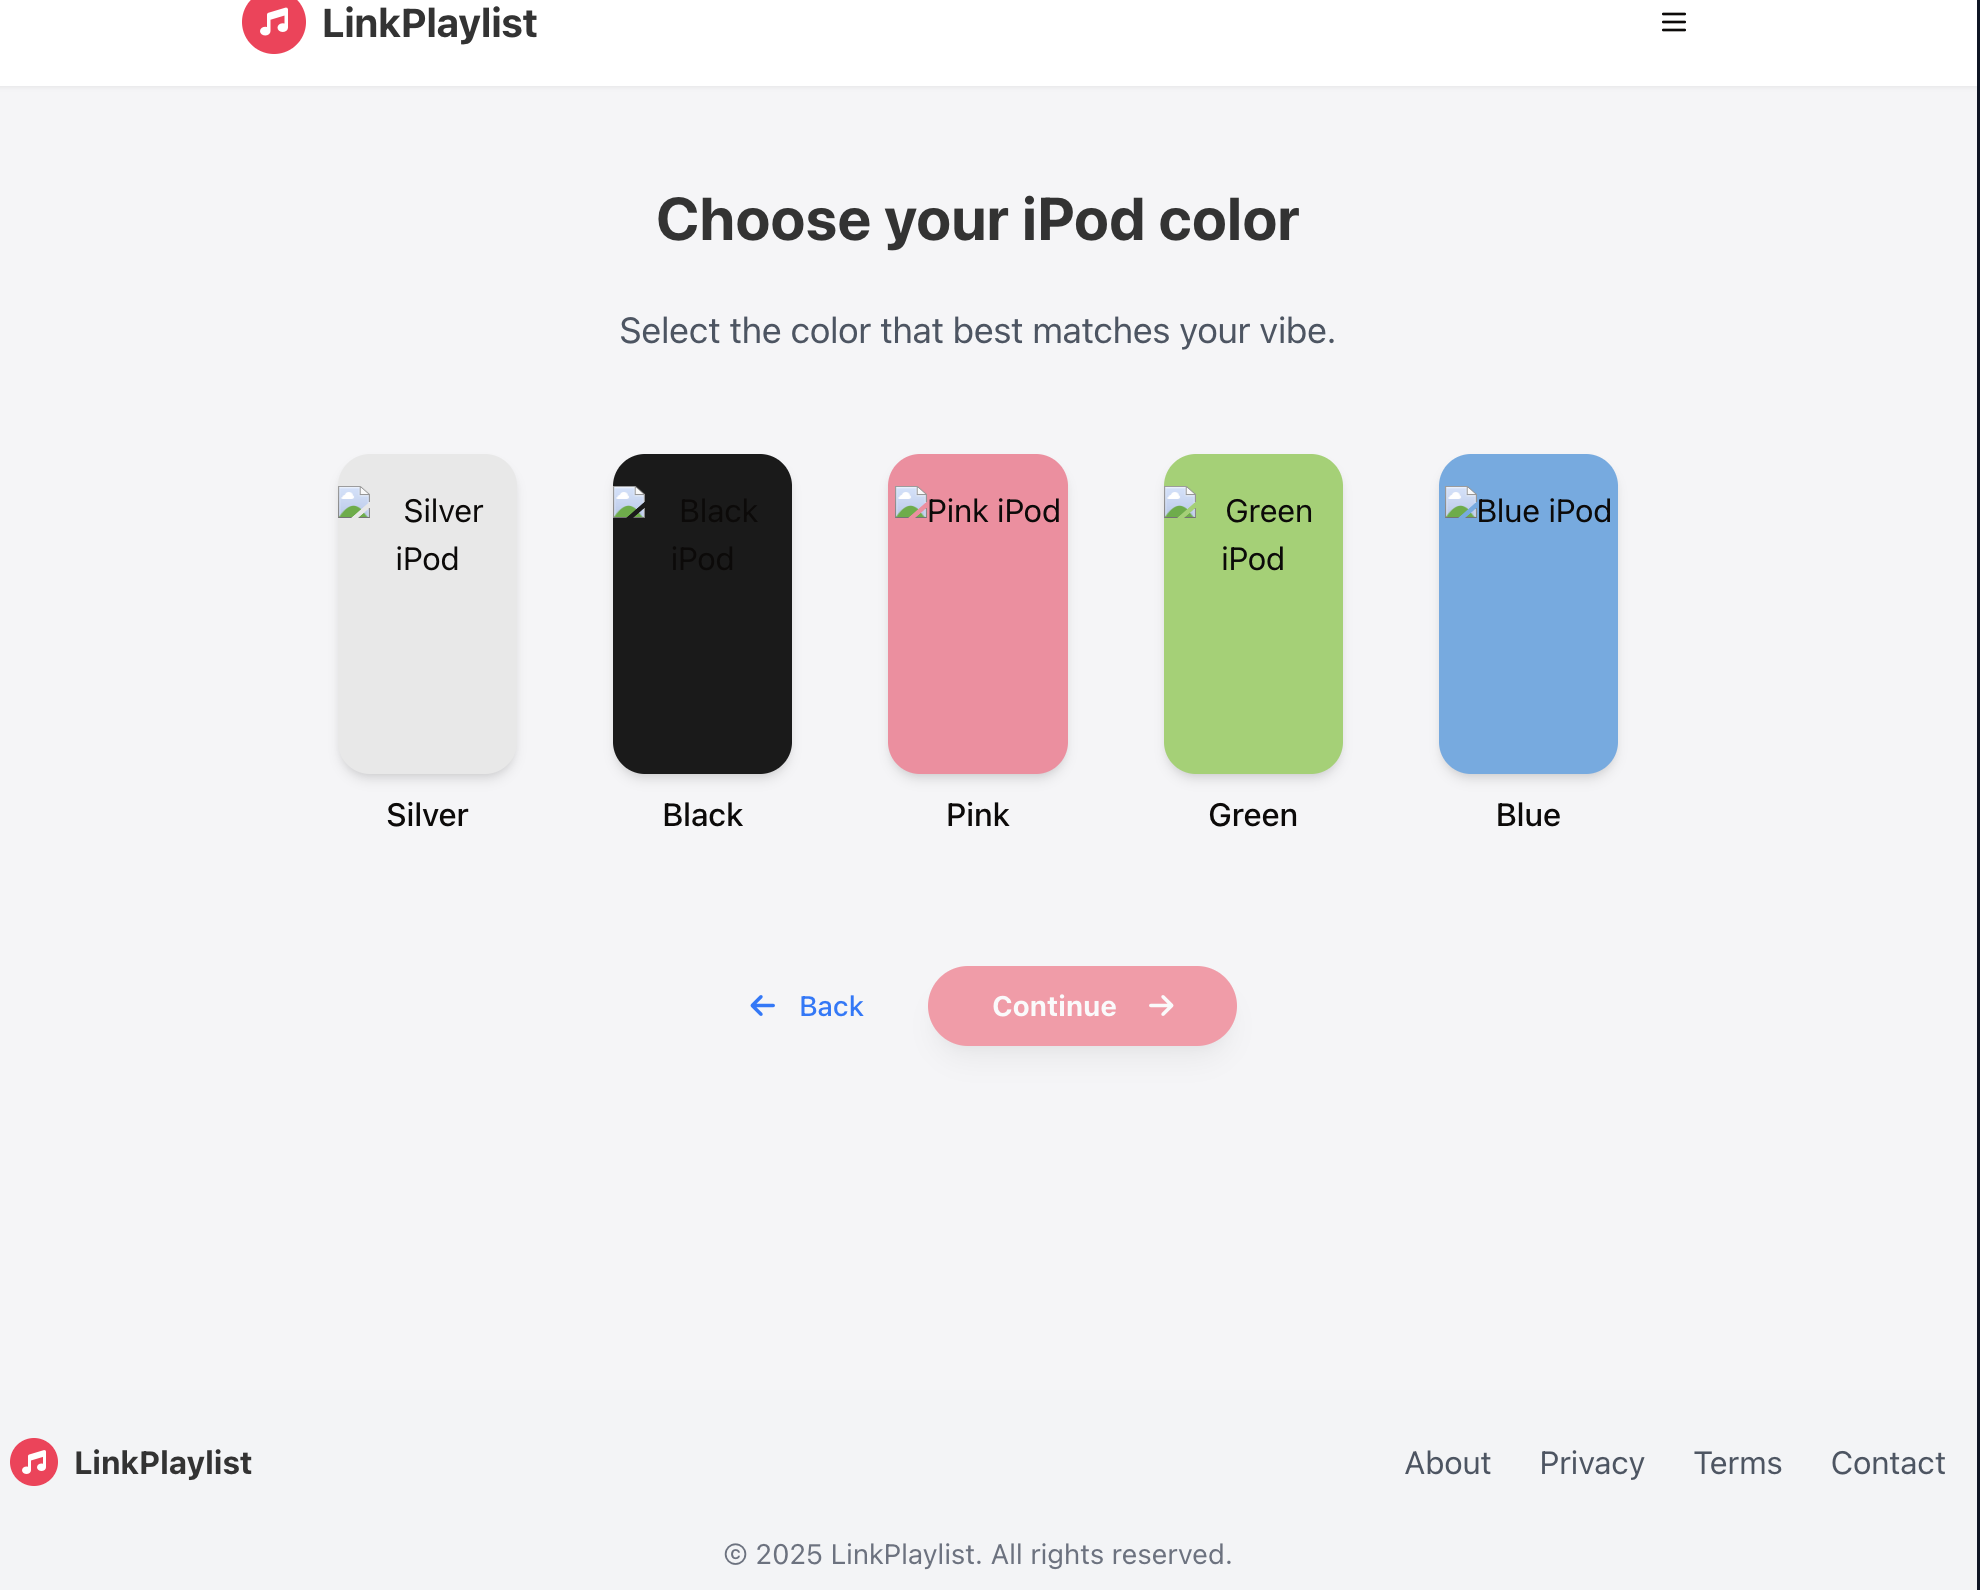 LinkPlaylist
Choose your iPod color
Select the color that best matches your vibe.
Silver
iPod
Black
iPod
Pink iPod
Green
iPod
Blue iPod
Silver
Black
Pink
Green
Blue
Back
Continue
LinkPlaylist
About
Privacy
Terms
Contact
© 2025 LinkPlaylist. All rights reserved.